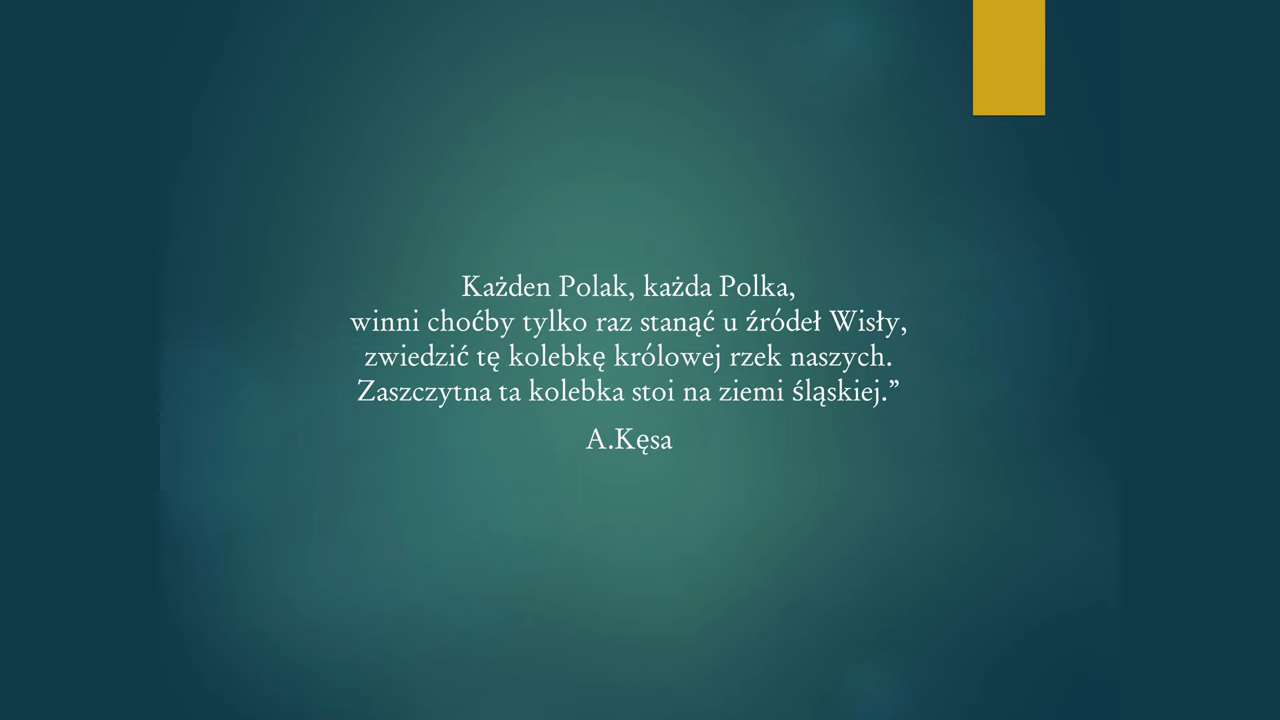 Każden Polak, każda Polka,
winni choćby tylko raz stanąć u źródeł Wisły,
zwiedzić tę kolebkę królowej rzek naszych.
Zaszczytna ta kolebka stoi na ziemi śląskiej.”
A.Kęsa